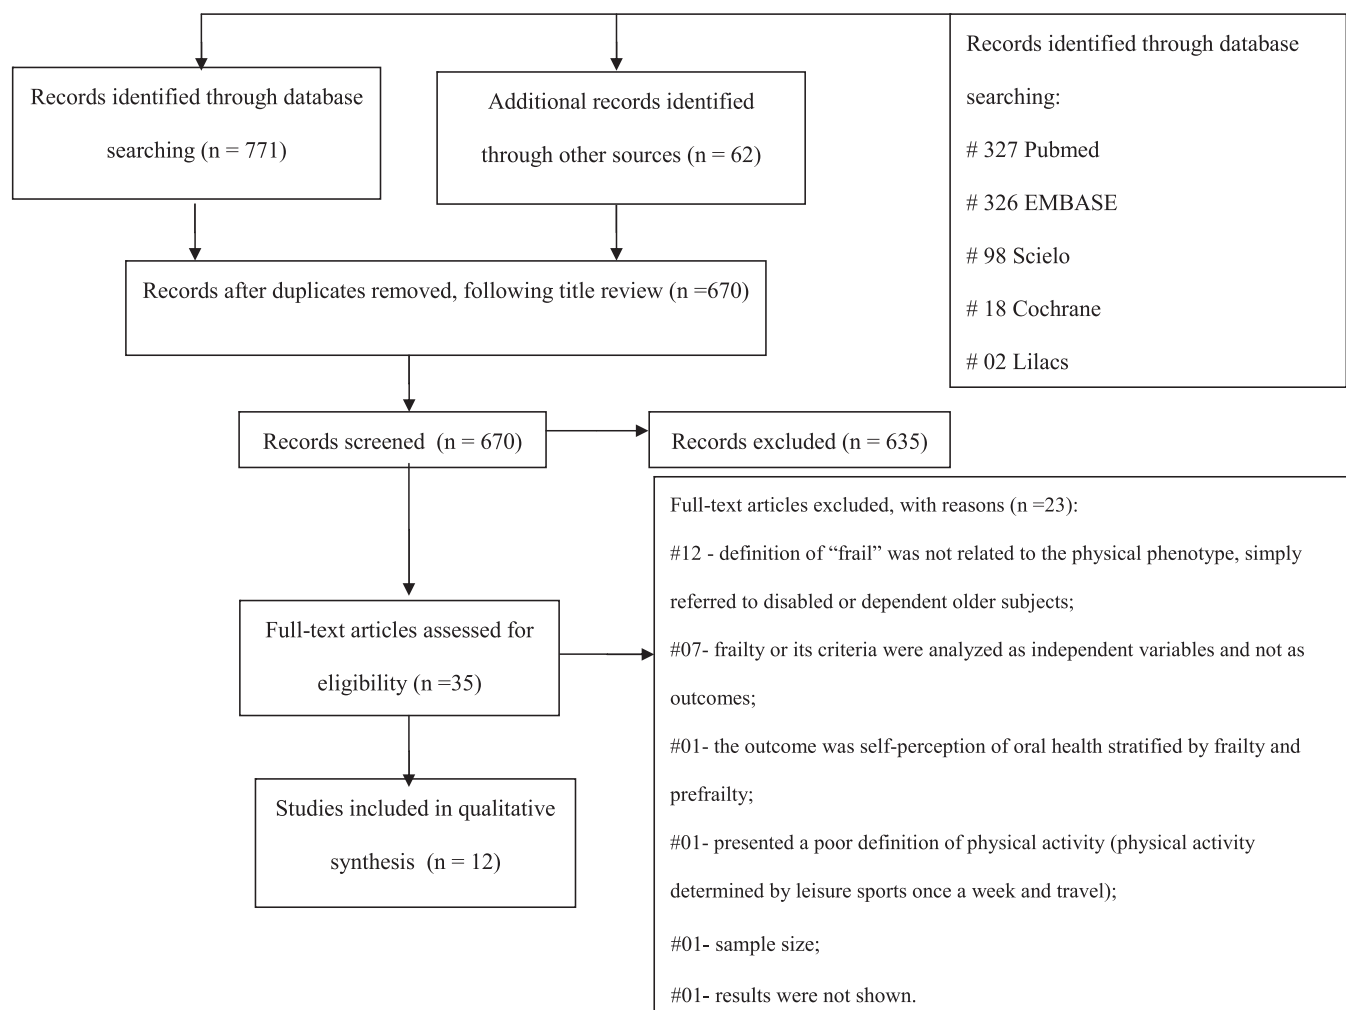 Records identified through database
searching (n = 771)
Additional records identified
through other sources (n = 62)
Records identified through database
searching:
# 327 Pubmed
# 326 EMBASE
# 98 Scielo
# 18 Cochrane
# 02 Lilacs
Records after duplicates removed, following title review (n =670)
Records screened  (n = 670)
Records excluded (n = 635)
Full-text articles assessed for
eligibility (n =35)
Full-text articles excluded, with reasons (n =23):
#12 - definition of “frail” was not related to the physical phenotype, simply
referred to disabled or dependent older subjects;
#07- frailty or its criteria were analyzed as independent variables and not as
outcomes;
#01- the outcome was self-perception of oral health stratified by frailty and
prefrailty;
#01- presented a poor definition of physical activity (physical activity
determined by leisure sports once a week and travel);
#01- sample size;
#01- results were not shown.
Studies included in qualitative
synthesis  (n = 12)